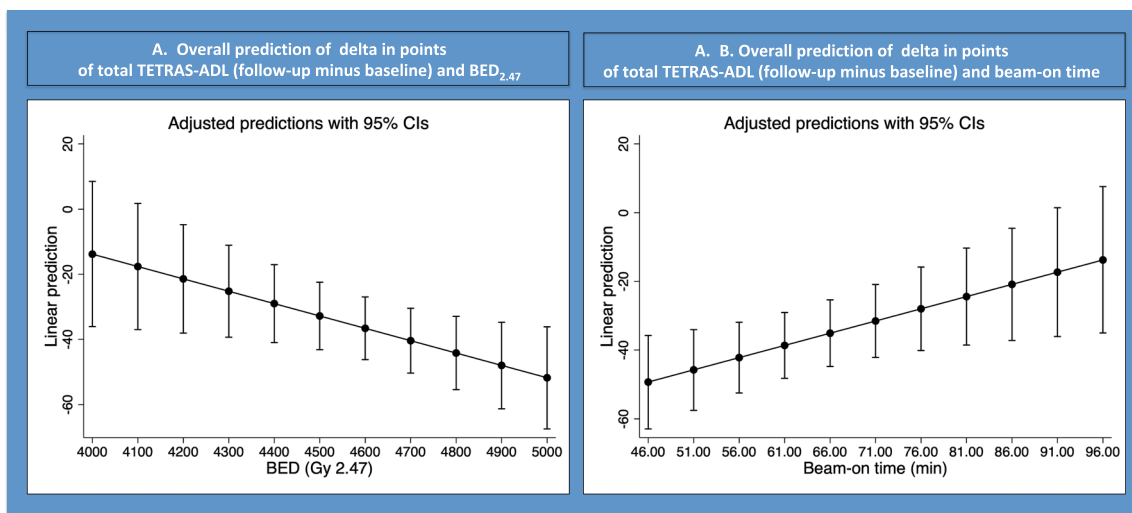 A. Overall prediction of delta in points
of total TETRAS-ADL (follow-up minus baseline) and BED2.47
A. B. Overall prediction of delta in points
of total TETRAS-ADL (follow-up minus baseline) and beam-on time
Adjusted predictions with 95% CIs
Linear prediction
20
0
-20
-40
-60
4000 4100 4200 4300 4400 4500 4600 4700 4800 4900 5000
BED (Gy 2.47)
Adjusted predictions with 95% CIs
Linear prediction
20
0
-20
-40
-60
46.00 51.00 56.00 61.00 66.00 71.00 76.00 81.00 86.00 91.00 96.00
Beam-on time (min)